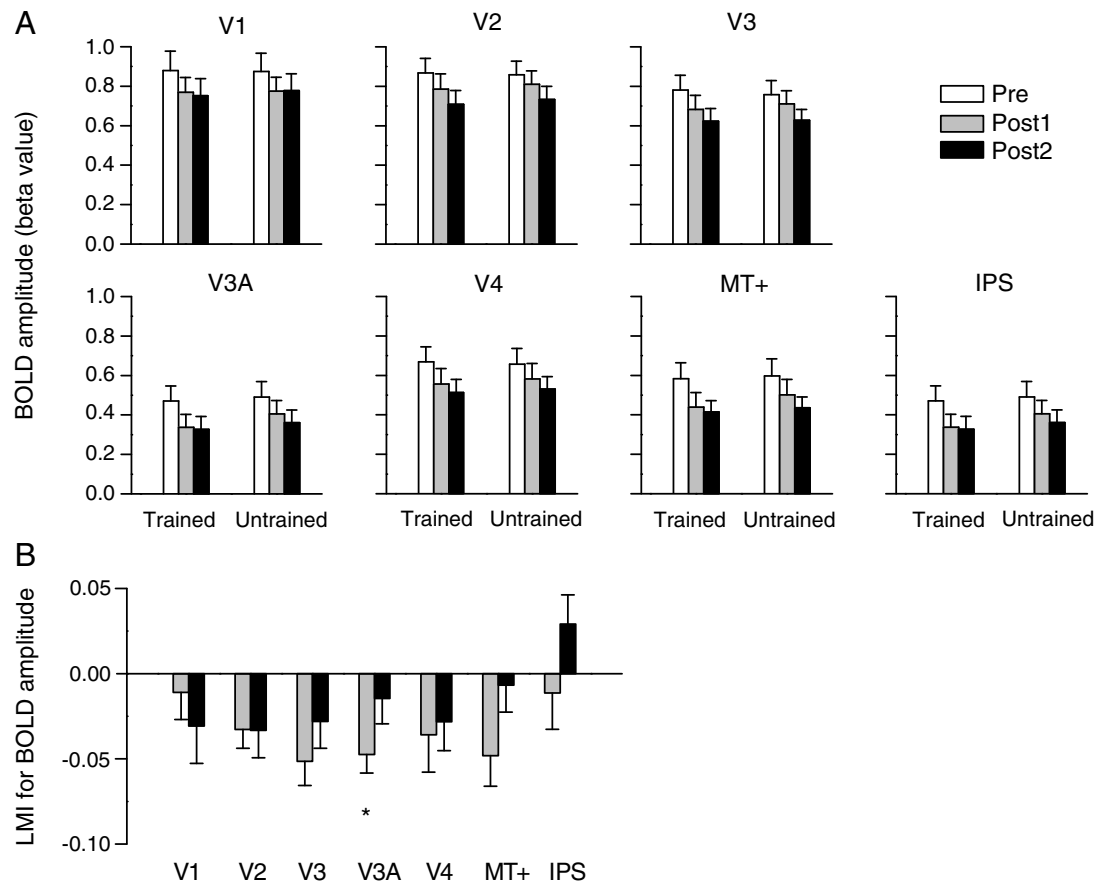 A
V1
V2
V3
Pre
Post1
Post2
BOLD amplitude (beta value)
1.0
0.8
0.6
0.4
0.2
0.0
V3A
V4
MT+
IPS
1.0
0.8
0.6
0.4
0.2
0.0
Trained Untrained
Trained Untrained
Trained Untrained
Trained Untrained
B
LMI for BOLD amplitude
0.05
0.00
-0.05
-0.10
*
V1 V2 V3 V3A V4 MT+ IPS